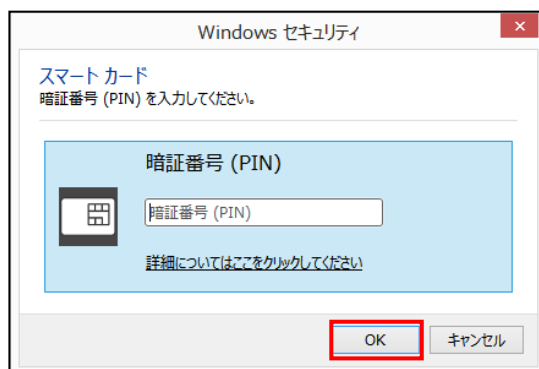 Windows セキュリティ
スマート カード
暗証番号 (PIN) を入力してください。
暗証番号 (PIN)
暗証番号 (PIN)
詳細についてはここをクリックしてください
OK
キャンセル